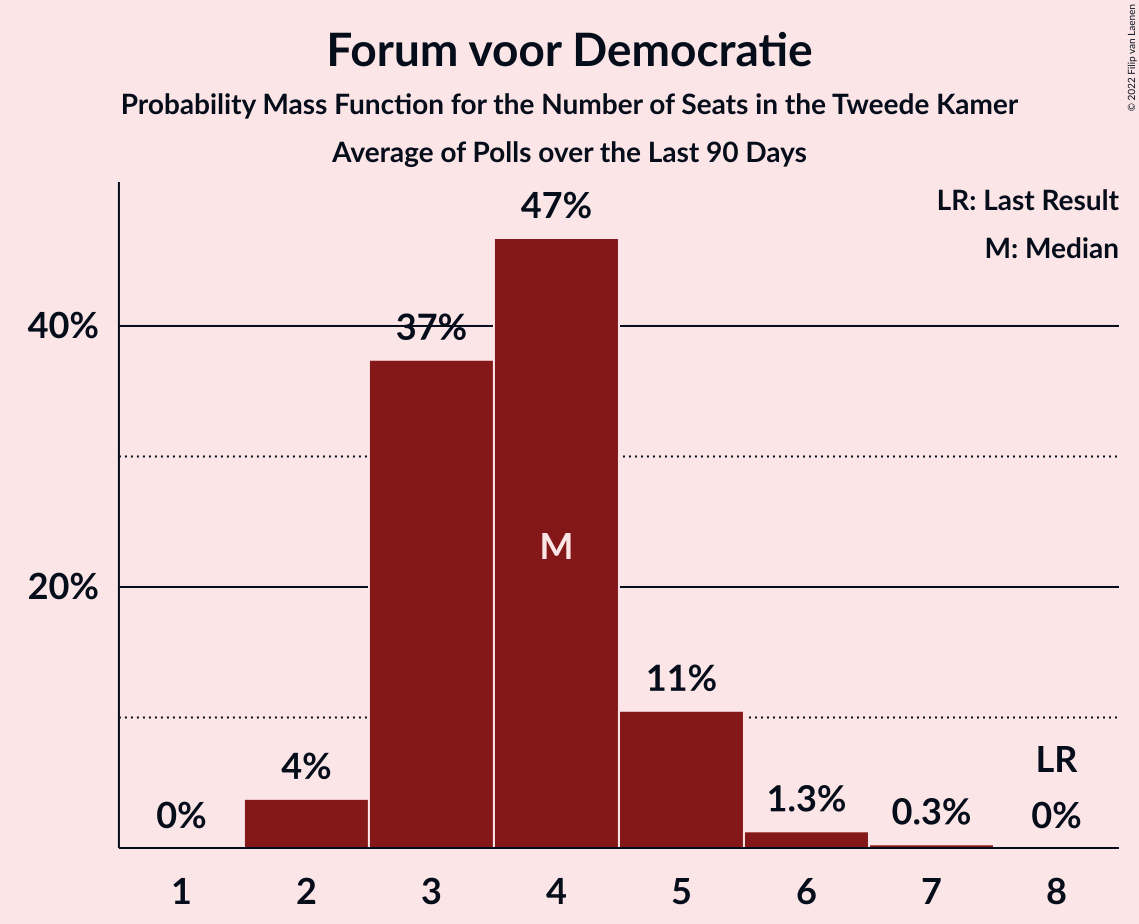 Forum voor Democratie
Probability Mass Function for the Number of Seats in the Tweede Kamer
Average of Polls over the Last 90 Days
© 2022 Filip van Laenen
LR: Last Result
M: Median
47%
40%
37%
M
20%
11%
4%
LR
0%
1.3%
0.3%
0%
1 2 3 4 5 6 7 8